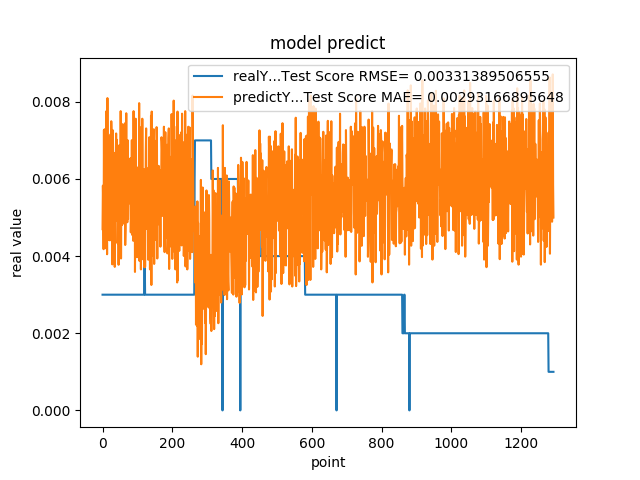 model predict
realY...Test Score RMSE= 0.00331389506555
predictY...Test Score MAE= 0.00293166895648
real value
0.008
0.006
0.004
0.002
0.000
0 200 400 600 800 1000 1200
point